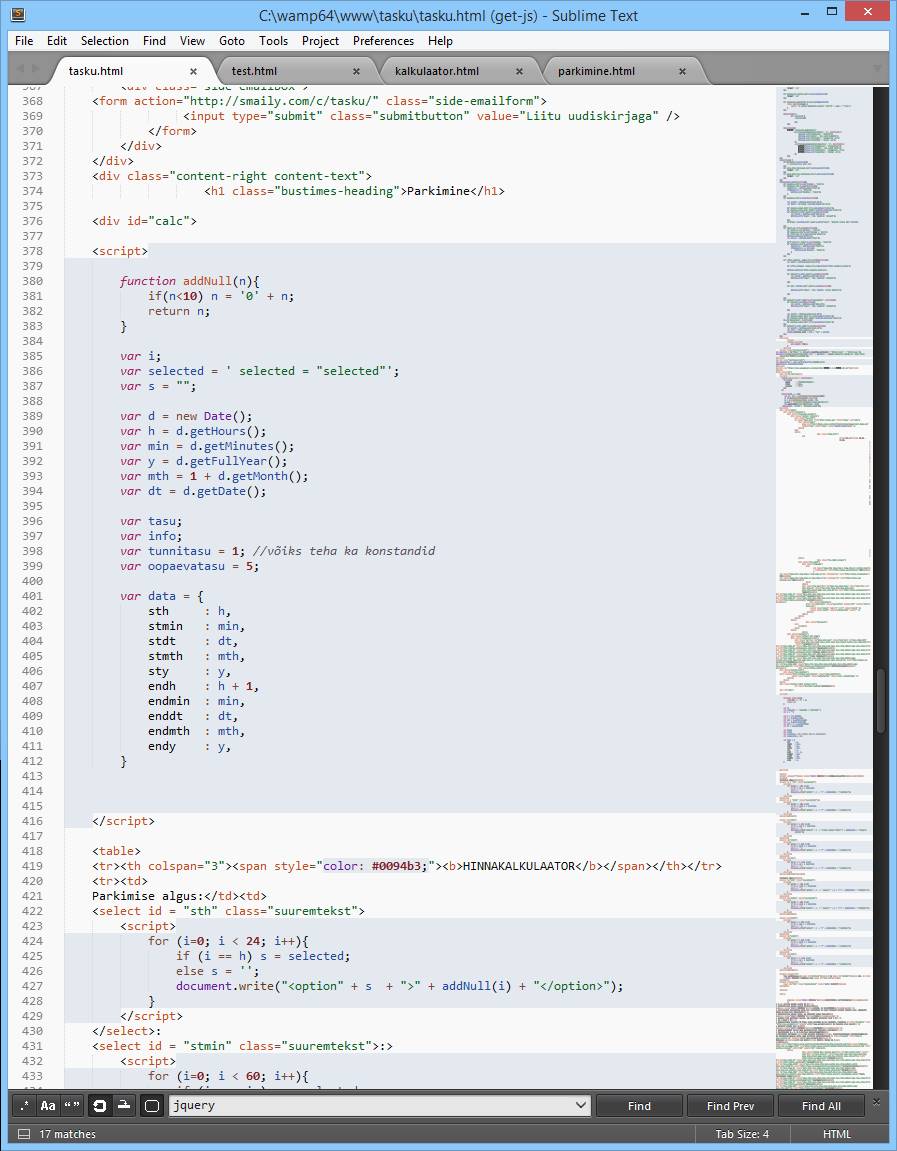 C:\wamp64\www\tasku\tasku.html (get-js) - Sublime Text
File Edit Selection Find View Goto Tools Project Preferences Help
tasku.html × test.html × kalkulaator.html × parkimine.html ×
367 <div class="side-emailbox">
368 <form action="http://smaily.com/c/tasku/" class="side-emailform">
369 <input type="submit" class="submitbutton" value="Liitu uudiskirjaga" />
370 </form>
371 </div>
372 </div>
373 <div class="content-right content-text">
374 <h1 class="bustimes-heading">Parkimine</h1>
375
376 <div id="calc">
377
378 <script>
379
380 function addNull(n){
381 if(n<10) n = '0' + n;
382 return n;
383 }
384
385 var i;
386 var selected = ' selected = "selected"';
387 var s = "";
388
389 var d = new Date();
390 var h = d.getHours();
391 var min = d.getMinutes();
392 var y = d.getFullYear();
393 var mth = 1 + d.getMonth();
394 var dt = d.getDate();
395
396 var tasu;
397 var info;
398 var tunnitasu = 1; //võiks teha ka konstandid
399 var oopaevatasu = 5;
400
401 var data = {
402 sth : h,
403 stmin : min,
404 stdt : dt,
405 stmth : mth,
406 sty : y,
407 endh : h + 1,
408 endmin : min,
409 enddt : dt,
410 endmth : mth,
411 endy : y,
412 }
413
414
415
416 </script>
417
418 <table>
419 <tr><th colspan="3"><span style="color: #0094b3;"><b>HINNAKALKULAATOR</b></span></th></tr>
420 <tr><td>
421 Parkimise algus:</td><td>
422 <select id = "sth" class="suuremtekst">
423 <script>
424 for (i=0; i < 24; i++){
425 if (i == h) s = selected;
426 else s = '';
427 document.write("<option" + s + ">" + addNull(i) + "</option>");
428 }
429 </script>
430 </select>:
431 <select id = "stmin" class="suuremtekst">:>
432 <script>
433 for (i=0; i < 60; i++){
.* Aa “ ” jquery Find Find Prev Find All ×
17 matches Tab Size: 4 HTML